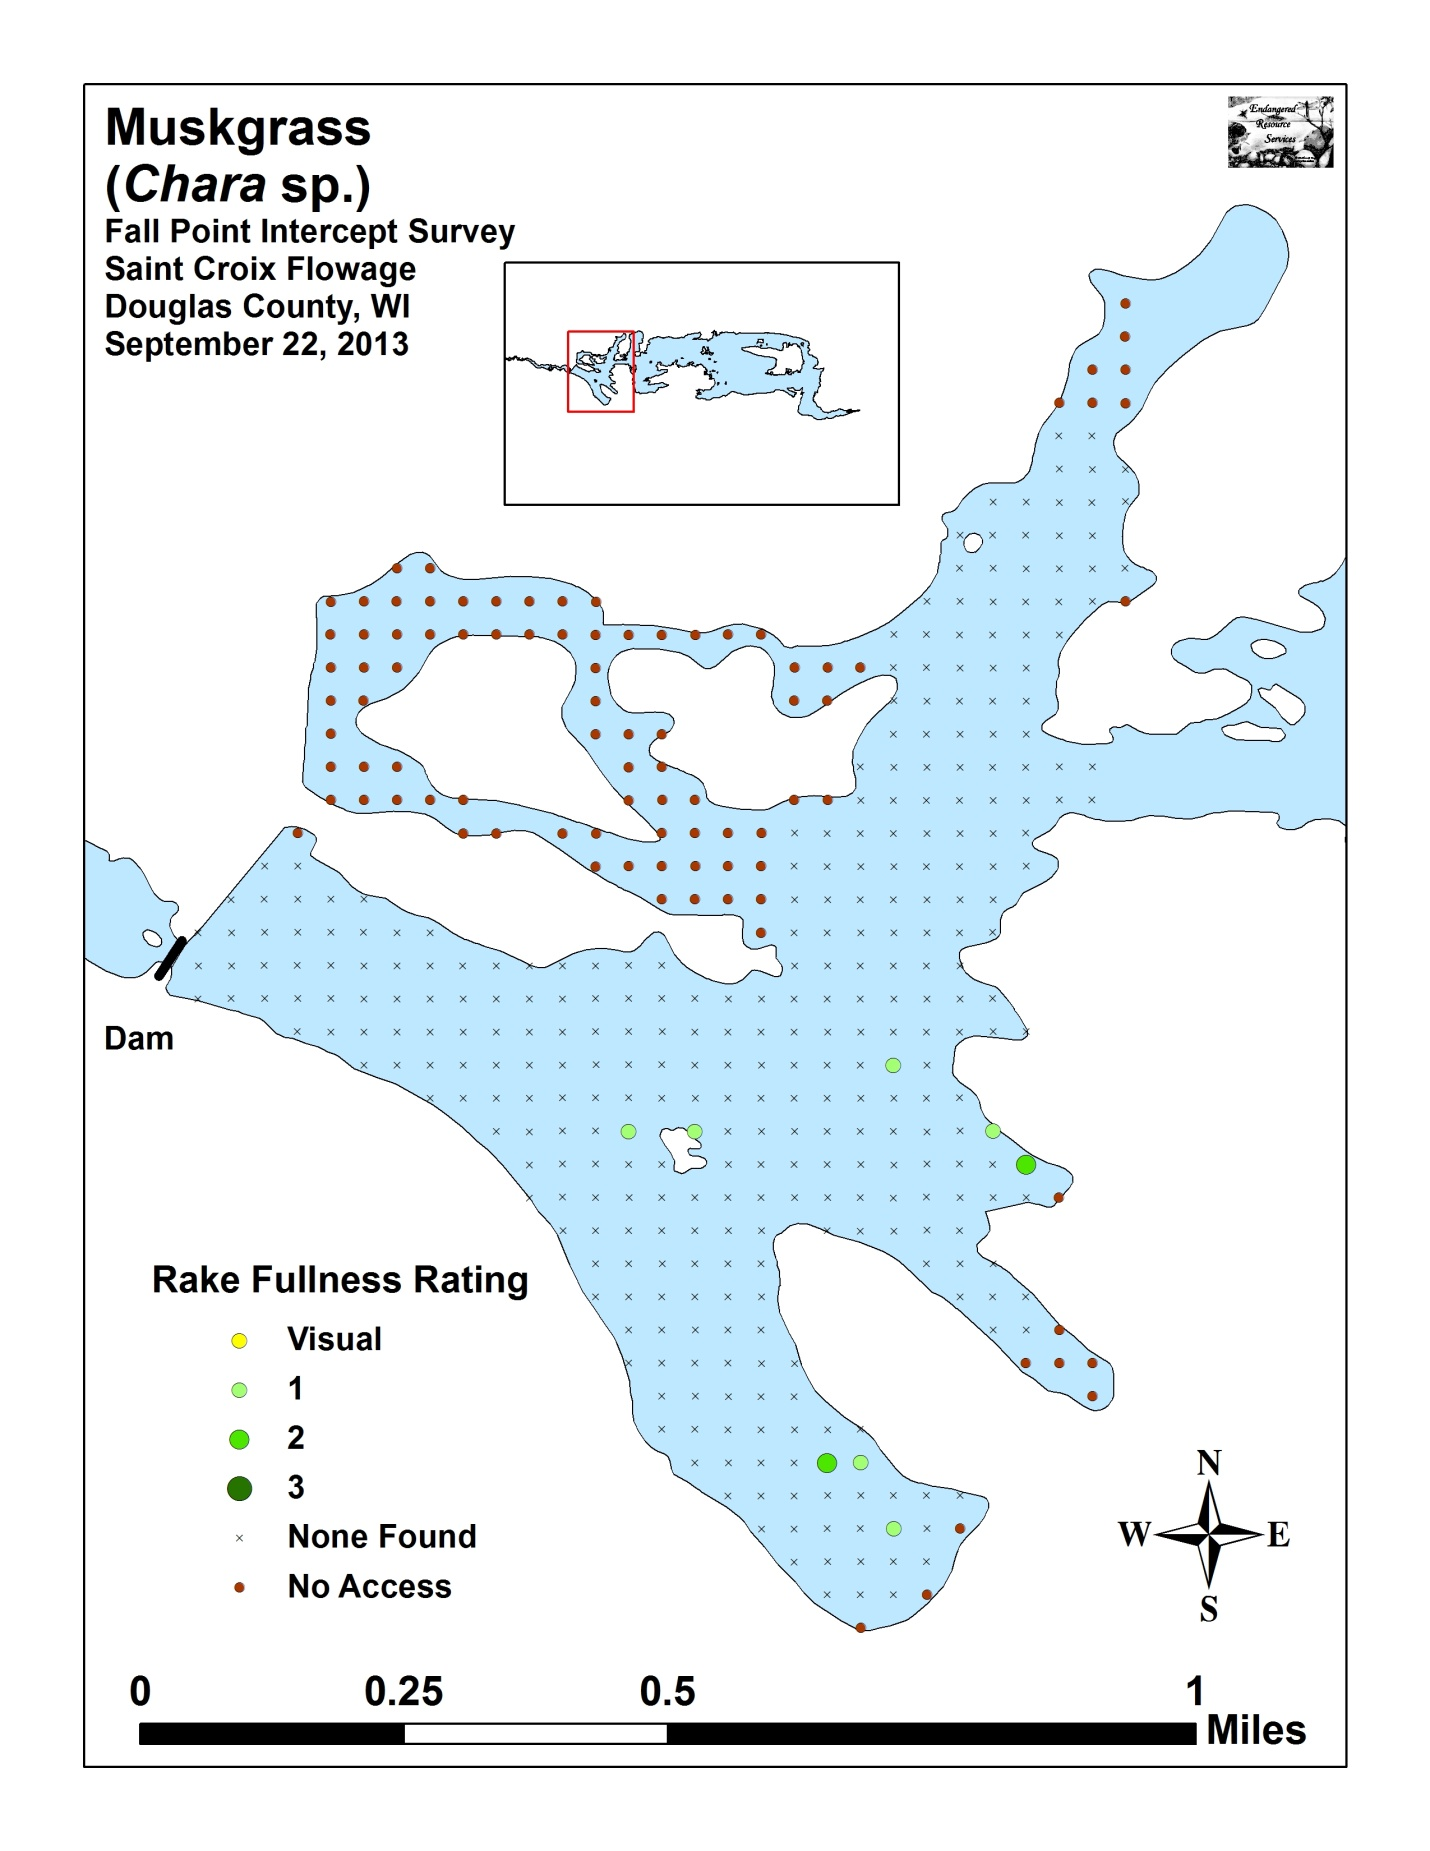 Muskgrass
(Chara sp.)
Fall Point Intercept Survey
Saint Croix Flowage
Douglas County, WI
September 22, 2013
Endangered
Resource
Services
Dam
Rake Fullness Rating
Visual
1
2
3
None Found
No Access
N
W E
S
0 0.25 0.5 1
Miles